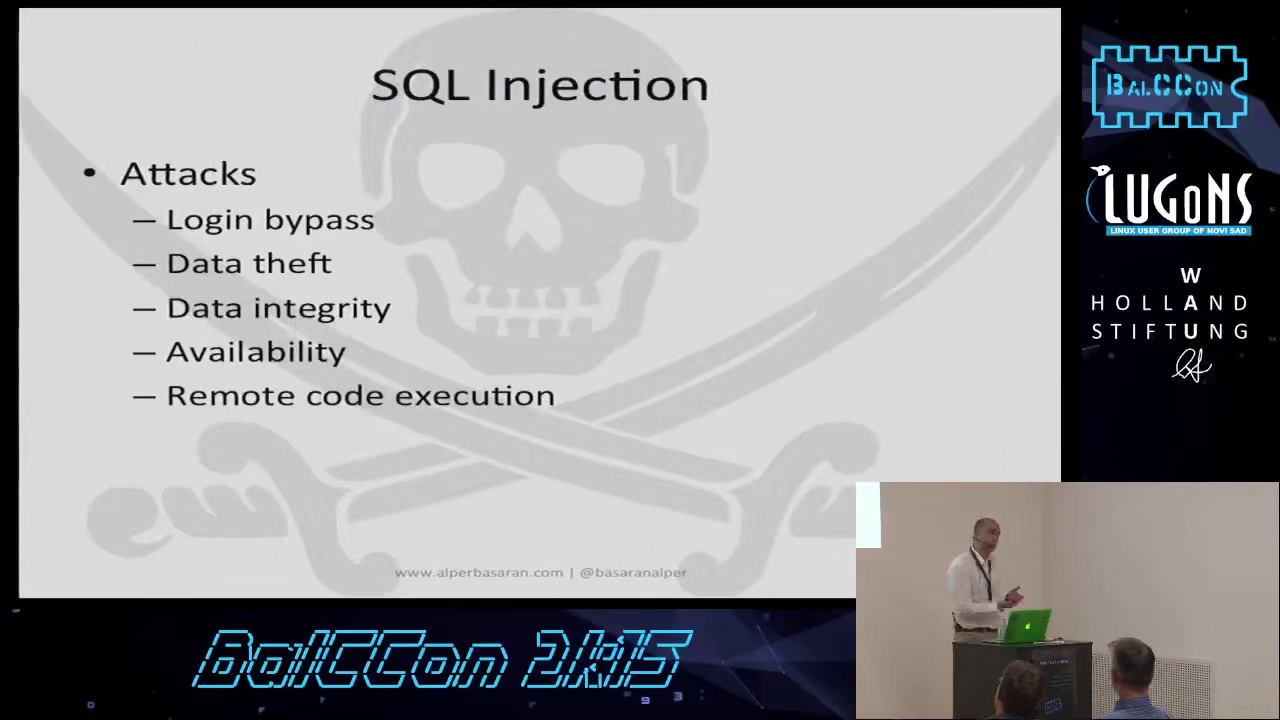 SQL Injection
• Attacks
– Login bypass
– Data theft
– Data integrity
– Availability
– Remote code execution
www.alperbasaran.com | @basaranalper
BALCCON
LUGoNS
LINUX USER GROUP OF NOVI SAD
W
HOLLAND
A
STIFTUNG
U
BalCCon 2k15